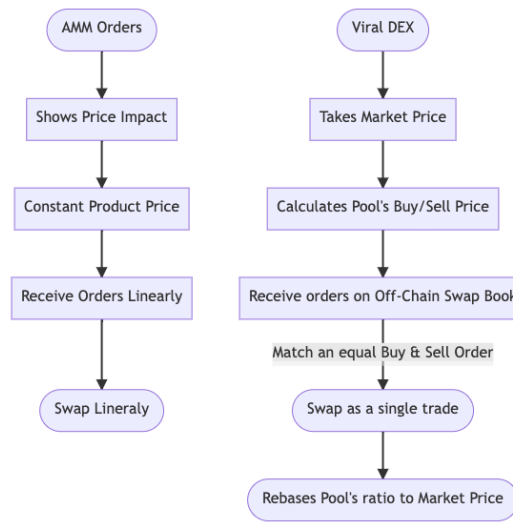 AMM Orders
Shows Price Impact
Constant Product Price
Receive Orders Linearly
Swap Lineraly
Viral DEX
Takes Market Price
Calculates Pool's Buy/Sell Price
Receive orders on Off-Chain Swap Book
Match an equal Buy & Sell Order
Swap as a single trade
Rebases Pool's ratio to Market Price